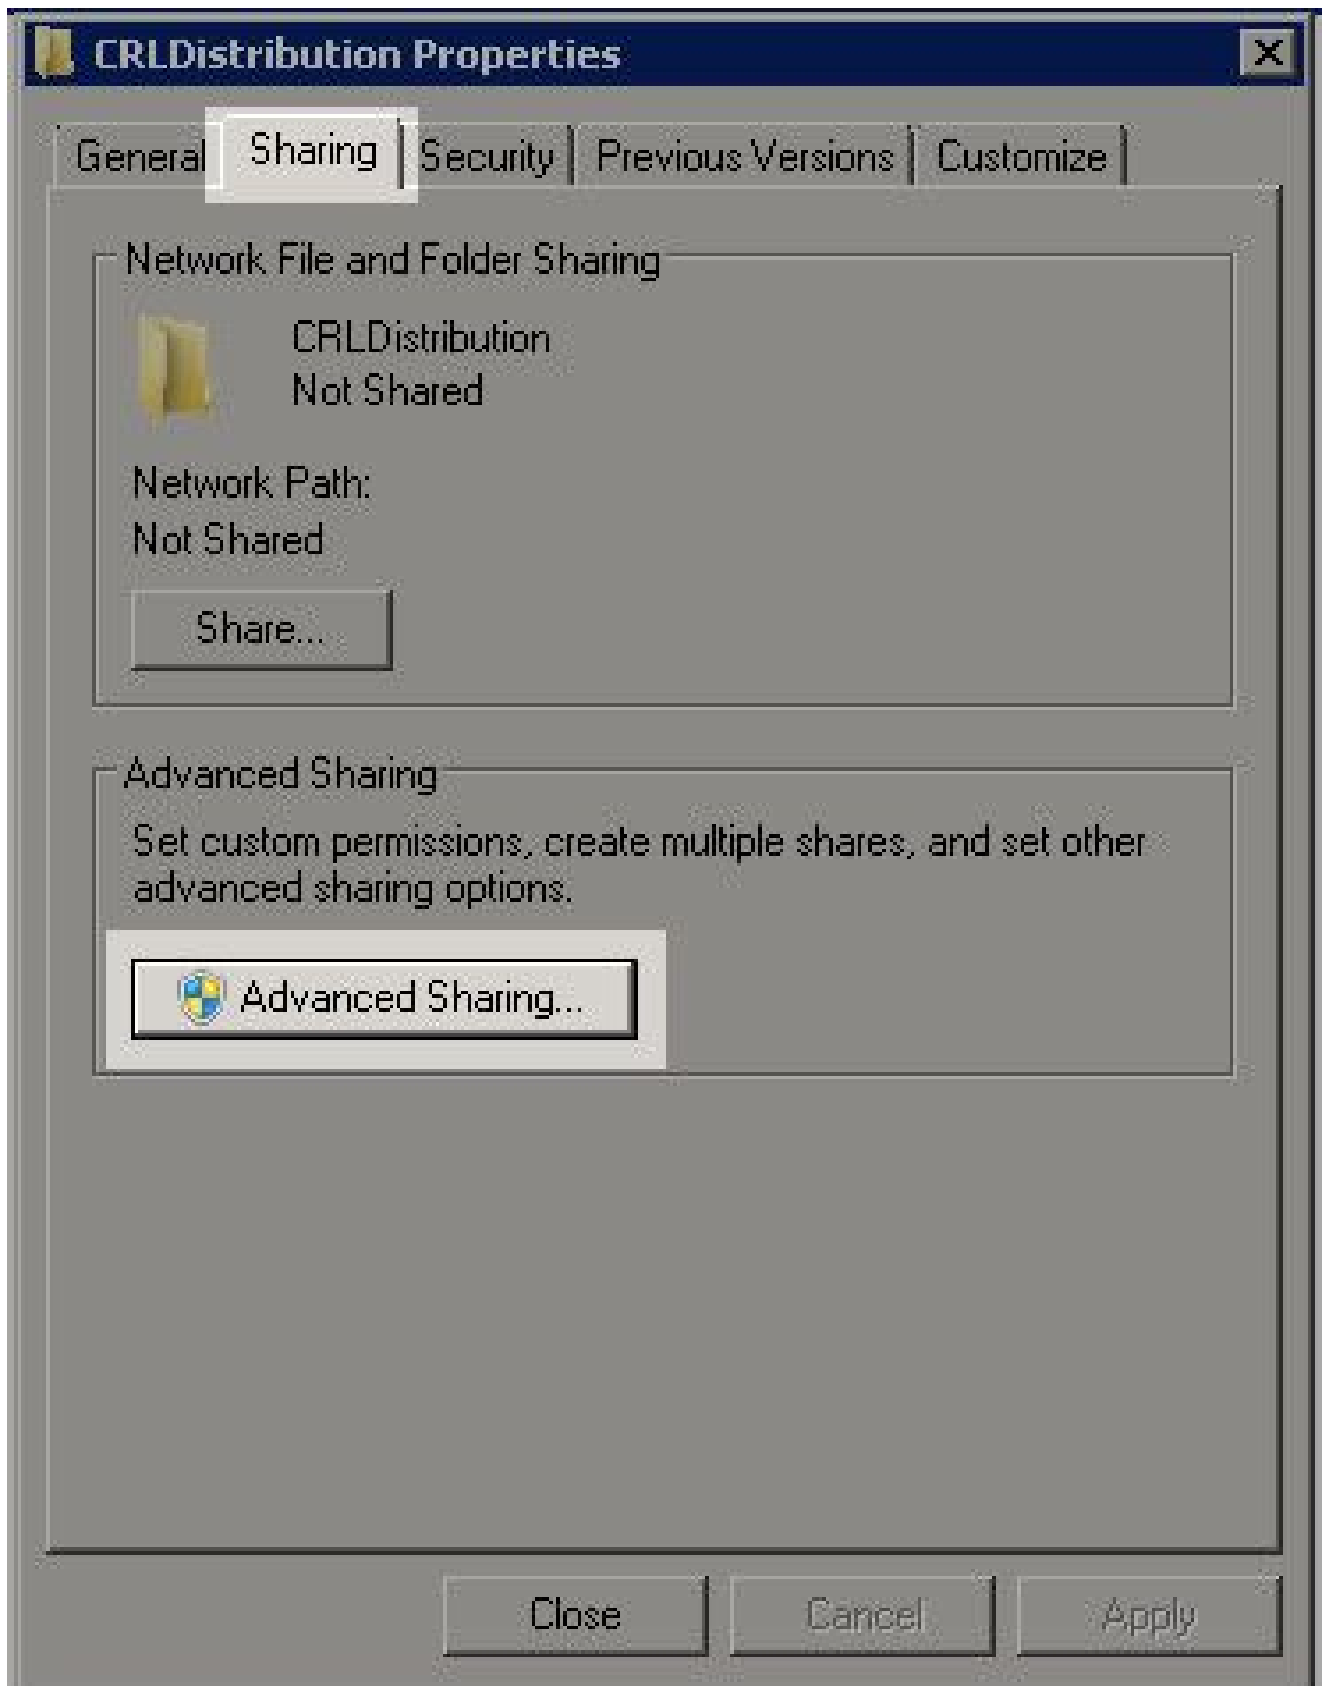 CRLDistribution Properties
General Sharing Security Previous Versions Customize
Network File and Folder Sharing
CRLDistribution
Not Shared
Network Path:
Not Shared
Share...
Advanced Sharing
Set custom permissions, create multiple shares, and set other
advanced sharing options.
Advanced Sharing...
Close Cancel Apply